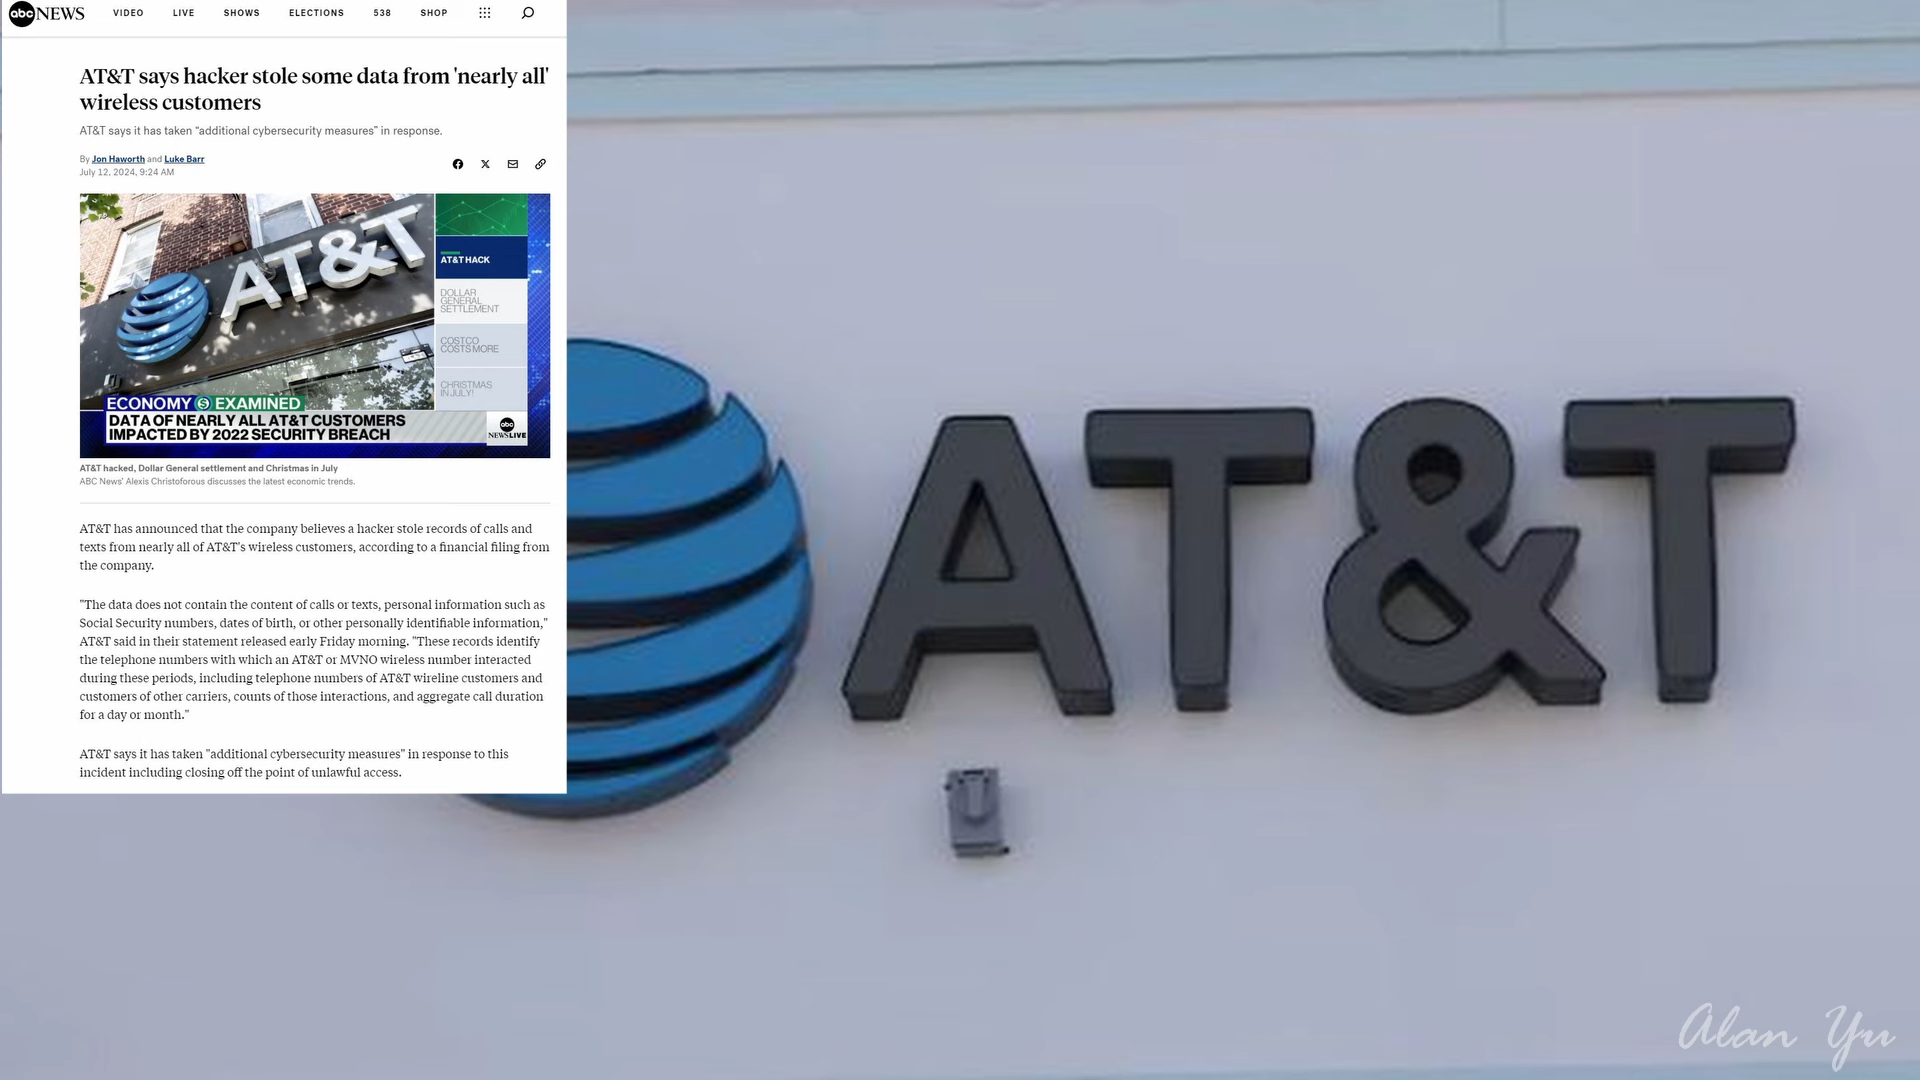 abc NEWS VIDEO LIVE SHOWS ELECTIONS 538 SHOP
AT&T says hacker stole some data from 'nearly all'
wireless customers
AT&T says it has taken “additional cybersecurity measures” in response.
By Jon Haworth and Luke Barr
July 12, 2024, 9:24 AM
AT&T
AT&T HACK
DOLLAR
GENERAL
SETTLEMENT
COSTCO
COSTS MORE
CHRISTMAS
IN JULY!
ECONOMY $ EXAMINED
DATA OF NEARLY ALL AT&T CUSTOMERS
IMPACTED BY 2022 SECURITY BREACH
abc
NEWS LIVE
AT&T hacked, Dollar General settlement and Christmas in July
ABC News' Alexis Christoforous discusses the latest economic trends.
AT&T has announced that the company believes a hacker stole records of calls and
texts from nearly all of AT&T's wireless customers, according to a financial filing from
the company.
"The data does not contain the content of calls or texts, personal information such as
Social Security numbers, dates of birth, or other personally identifiable information,"
AT&T said in their statement released early Friday morning. "These records identify
the telephone numbers with which an AT&T or MVNO wireless number interacted
during these periods, including telephone numbers of AT&T wireline customers and
customers of other carriers, counts of those interactions, and aggregate call duration
for a day or month."
AT&T says it has taken "additional cybersecurity measures" in response to this
incident including closing off the point of unlawful access.
AT&T
Alan Yu